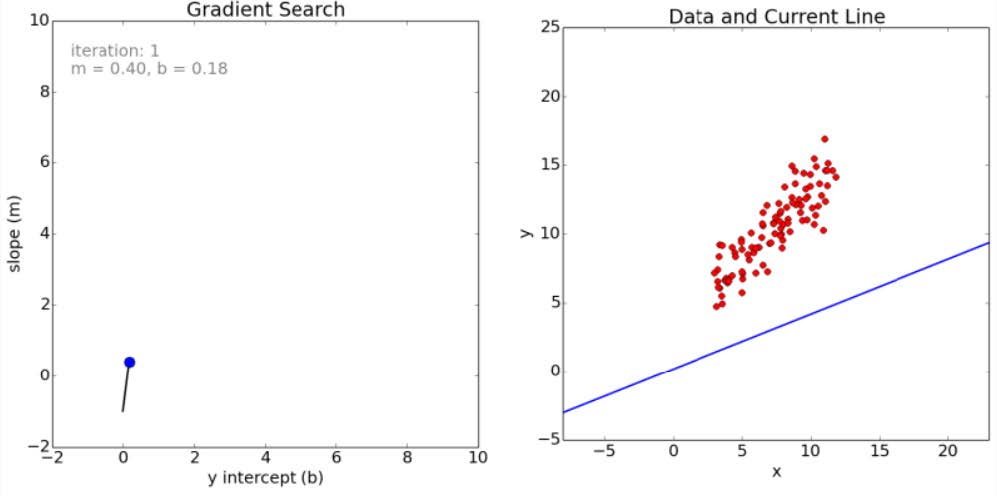 Gradient Search
iteration: 1
m = 0.40, b = 0.18
10
8
6
4
2
0
−2
slope (m)
−2 0 2 4 6 8 10
y intercept (b)
Data and Current Line
25
20
15
10
5
0
−5
y
−5 0 5 10 15 20
x